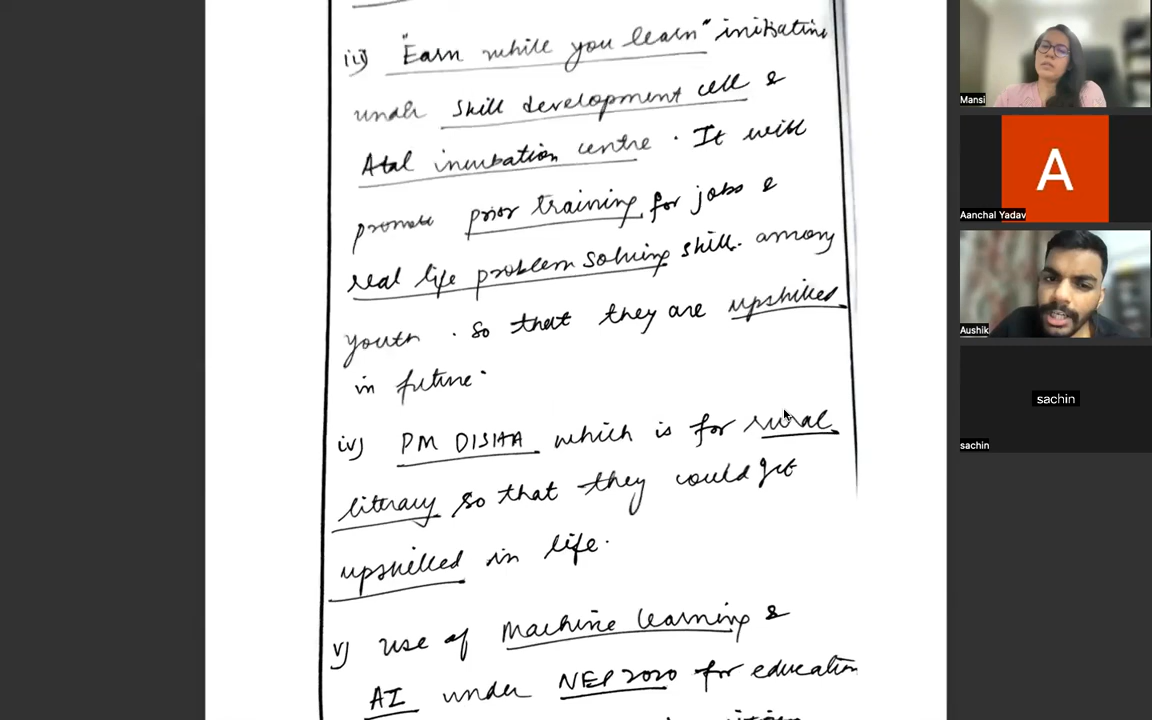 iii) "Earn while you learn" initiative
under skill development cell &
Atal incubation centre. It will
promote prior training for jobs &
real life problem solving skill among
youth. So that they are upskilled
in future.
iv) PM DISHA which is for rural
literacy so that they could get
upskilled in life.
v) use of Machine learning &
AI under NEP 2020 for education
Mansi
A
Aanchal Yadav
Aushik
sachin
sachin